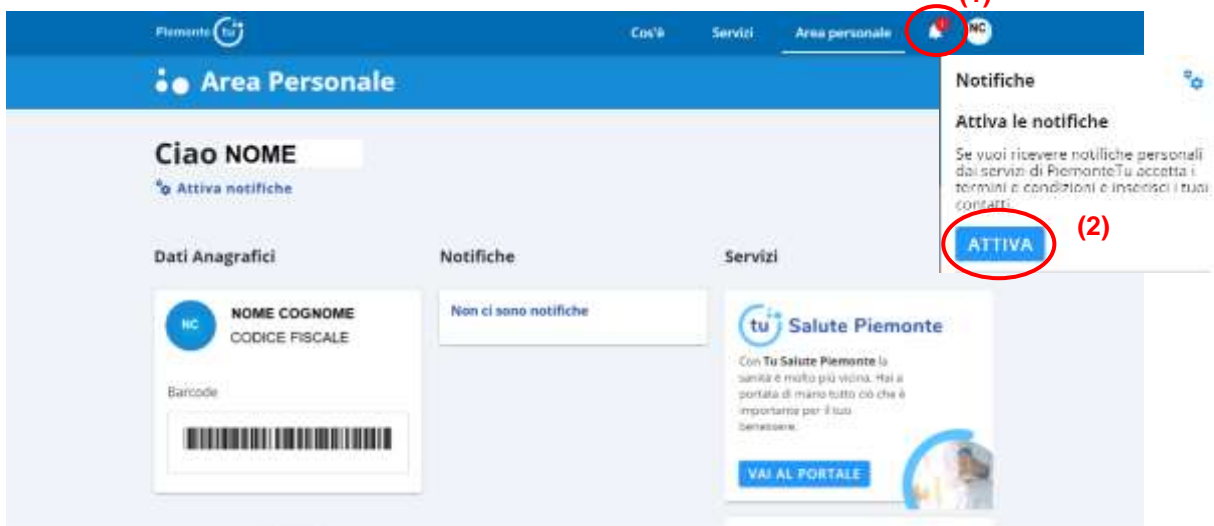 Piemonte tu
Cos'è
Servizi
Area personale
NC
Area Personale
Notifiche
Attiva le notifiche
Se vuoi ricevere notifiche personali
dai servizi di PiemonteTu accetta i
termini e condizioni e inserisci i tuoi
contatti.
ATTIVA
(2)
Ciao NOME
Attiva notifiche
Dati Anagrafici
NC
NOME COGNOME
CODICE FISCALE
Barcode
Notifiche
Non ci sono notifiche
Servizi
tu Salute Piemonte
Con Tu Salute Piemonte la
sanità è molto più vicina. Hai a
portata di mano tutto ciò che è
importante per il tuo
benessere.
VAI AL PORTALE